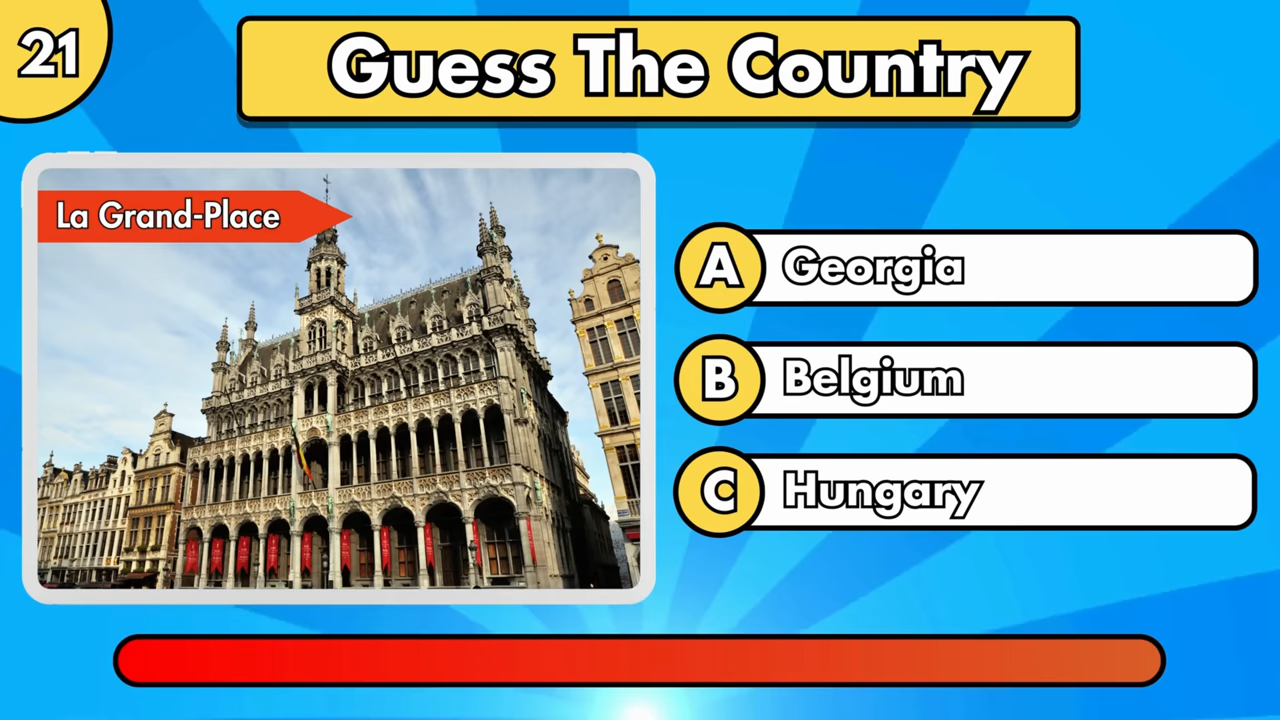 21
Guess The Country
La Grand-Place
A Georgia
B Belgium
C Hungary